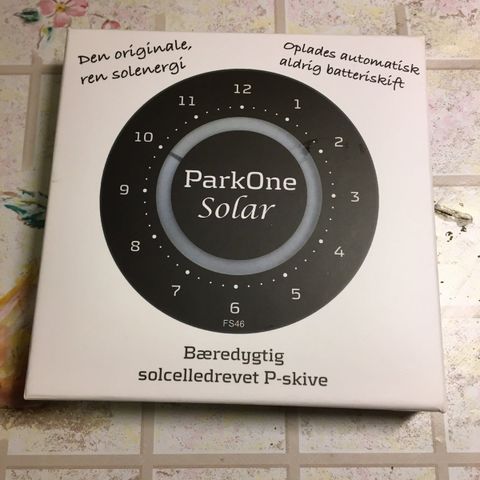 Den originale,
ren solenergi
Oplades automatisk
aldrig batteriskift
12
1
2
3
4
5
6
7
8
9
10
11
ParkOne
Solar
FS46
Bæredygtig
solcelledrevet P-skive